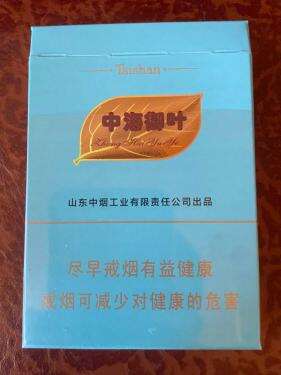 Taishan
中海御叶
Zhong Hai Yu Ye
山东中烟工业有限责任公司出品
尽早戒烟有益健康
戒烟可减少对健康的危害